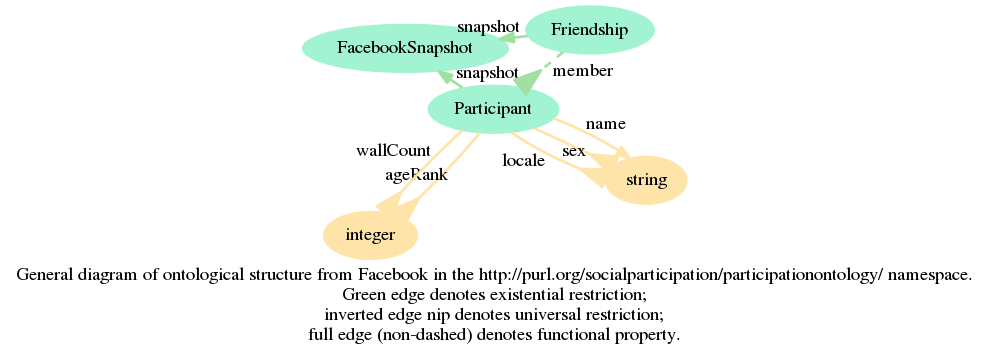 snapshot
Friendship
FacebookSnapshot
snapshot
member
Participant
name
wallCount
sex
locale
ageRank
string
integer
General diagram of ontological structure from Facebook in the http://purl.org/socialparticipation/participationontology/ namespace.
Green edge denotes existential restriction;
inverted edge nip denotes universal restriction;
full edge (non-dashed) denotes functional property.